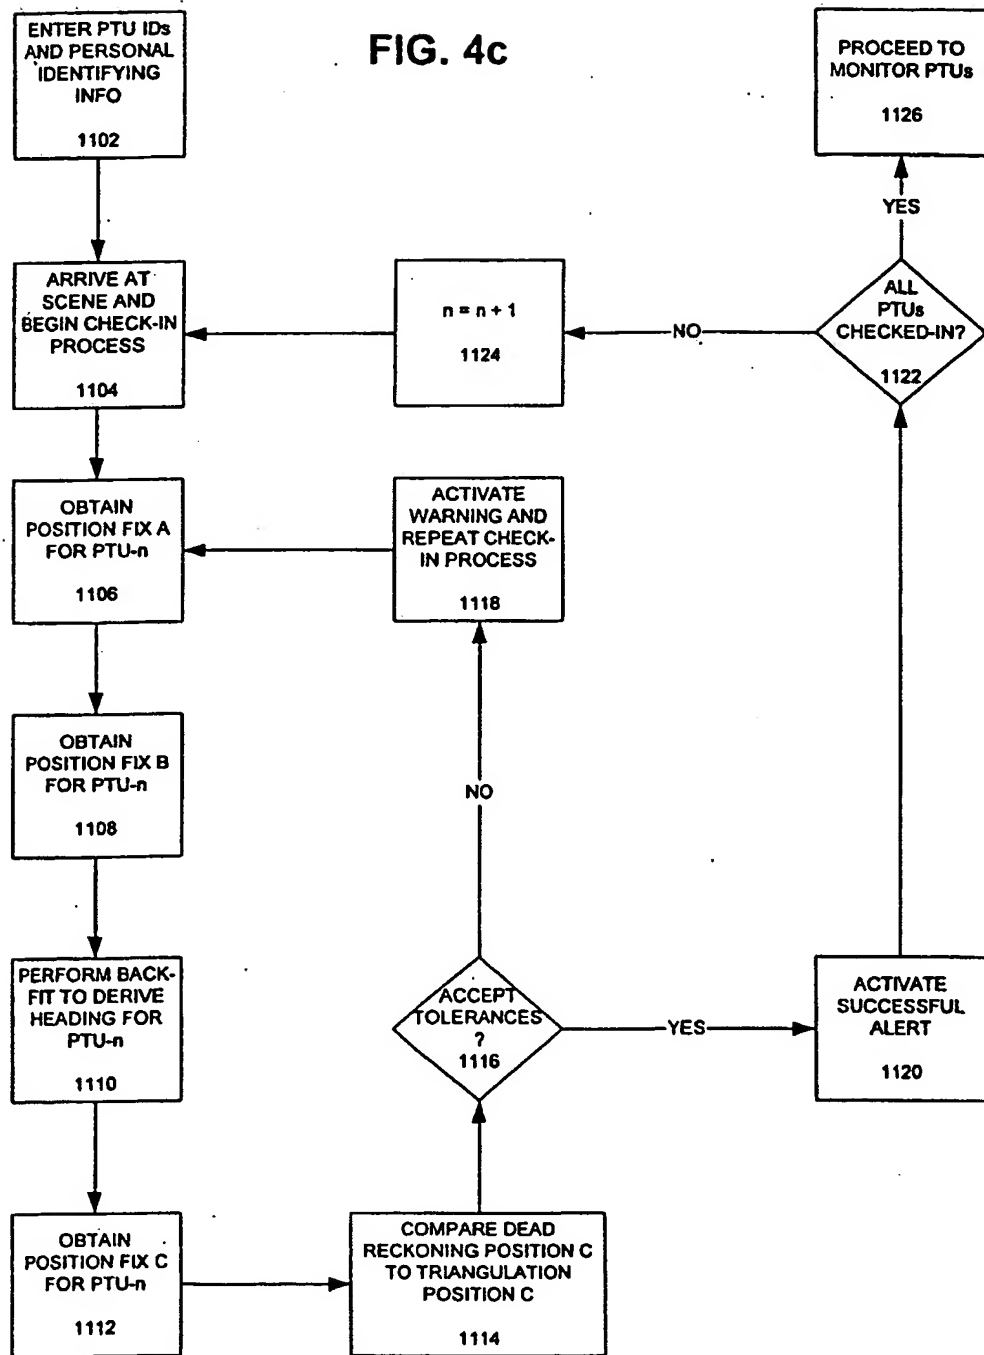 FIG. 4c
ENTER PTU IDs
AND PERSONAL
IDENTIFYING
INFO
1102
PROCEED TO
MONITOR PTUs
1126
YES
ARRIVE AT
SCENE AND
BEGIN CHECK-IN
PROCESS
1104
n = n + 1
1124
NO
ALL
PTUs
CHECKED-IN?
1122
OBTAIN
POSITION FIX A
FOR PTU-n
1106
ACTIVATE
WARNING AND
REPEAT CHECK-
IN PROCESS
1118
OBTAIN
POSITION FIX B
FOR PTU-n
1108
NO
PERFORM BACK-
FIT TO DERIVE
HEADING FOR
PTU-n
1110
ACCEPT
TOLERANCES
?
1116
YES
ACTIVATE
SUCCESSFUL
ALERT
1120
OBTAIN
POSITION FIX C
FOR PTU-n
1112
COMPARE DEAD
RECKONING POSITION C
TO TRIANGULATION
POSITION C
1114